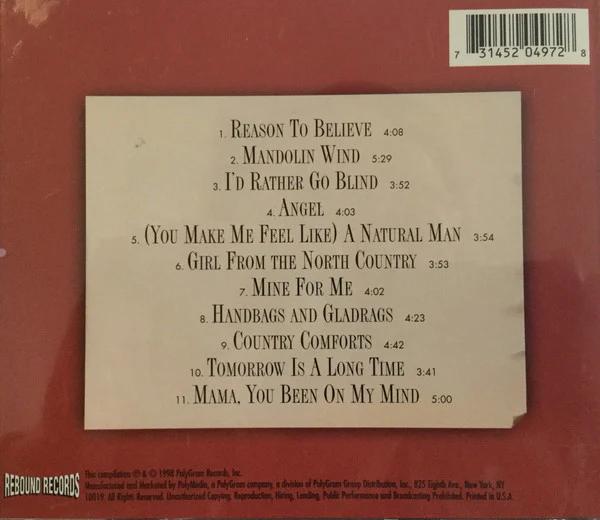 7 31452 04972 8
1. REASON TO BELIEVE 4:08
2. MANDOLIN WIND 5:29
3. I'D RATHER GO BLIND 3:52
4. ANGEL 4:03
5. (YOU MAKE ME FEEL LIKE) A NATURAL MAN 3:54
6. GIRL FROM THE NORTH COUNTRY 3:53
7. MINE FOR ME 4:02
8. HANDBAGS AND GLADRAGS 4:23
9. COUNTRY COMFORTS 4:42
10. TOMORROW IS A LONG TIME 3:41
11. MAMA, YOU BEEN ON MY MIND 5:00
REBOUND RECORDS
This compilation ℗ & © 1998 PolyGram Records, Inc.
Manufactured and Marketed by PolyMedia, a PolyGram company, a division of PolyGram Group Distribution, Inc., 825 Eighth Ave., New York, NY
10019. All Rights Reserved. Unauthorized Copying, Reproduction, Hiring, Lending, Public Performance and Broadcasting Prohibited. Printed in U.S.A.